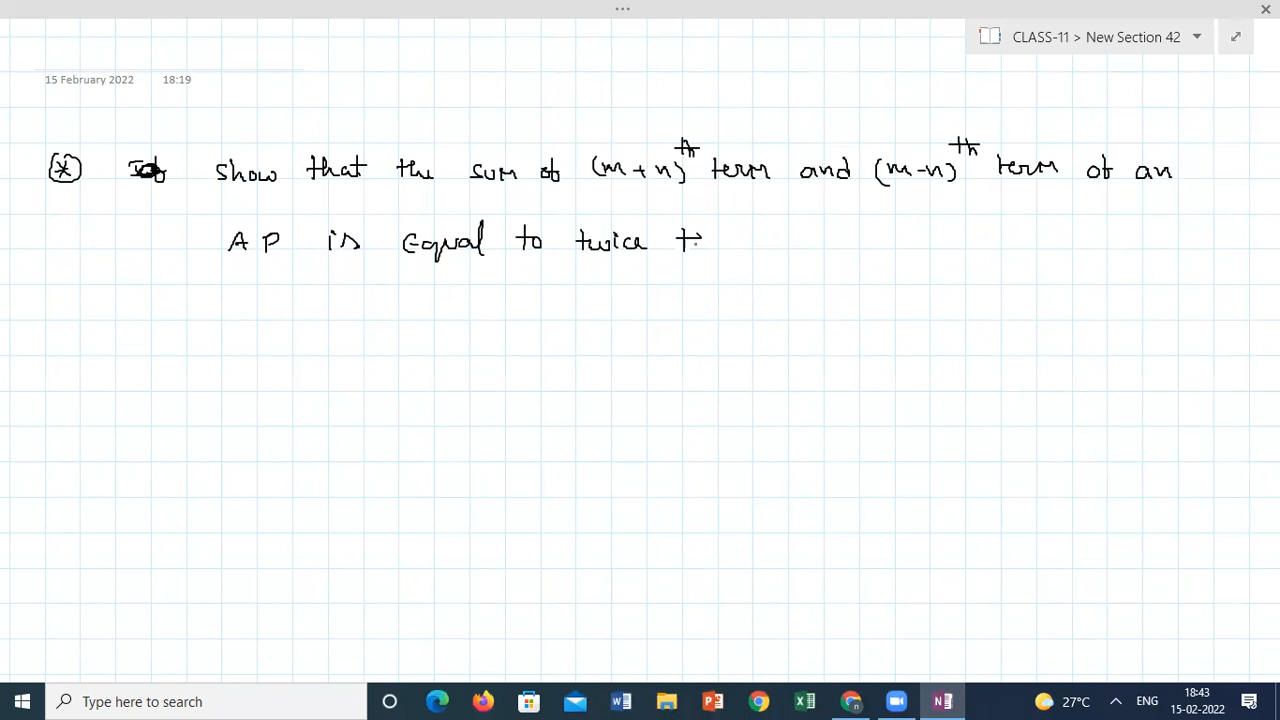 CLASS-11 > New Section 42
15 February 2022 18:19
show that the sum of (m+n)th term and (m-n)th term of an
AP is equal to twice
Type here to search
27°C ENG 18:43
15-02-2022